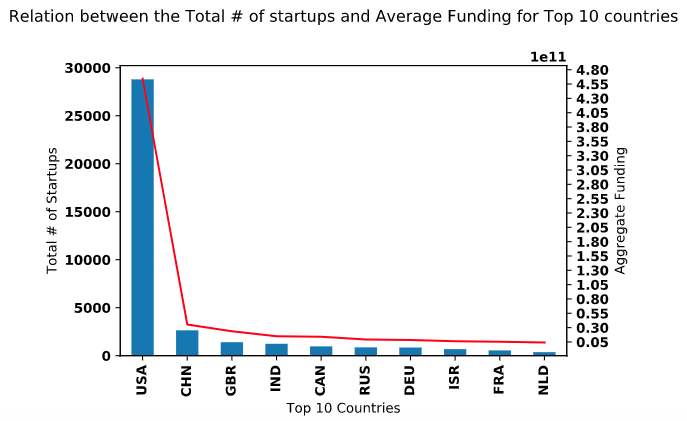 Relation between the Total # of startups and Average Funding for Top 10 countries
1e11
30000
25000
20000
15000
10000
5000
0
Total # of Startups
4.80
4.55
4.30
4.05
3.80
3.55
3.30
3.05
2.80
2.55
2.30
2.05
1.80
1.55
1.30
1.05
0.80
0.55
0.30
0.05
Aggregate Funding
USA
CHN
GBR
IND
CAN
RUS
DEU
ISR
FRA
NLD
Top 10 Countries